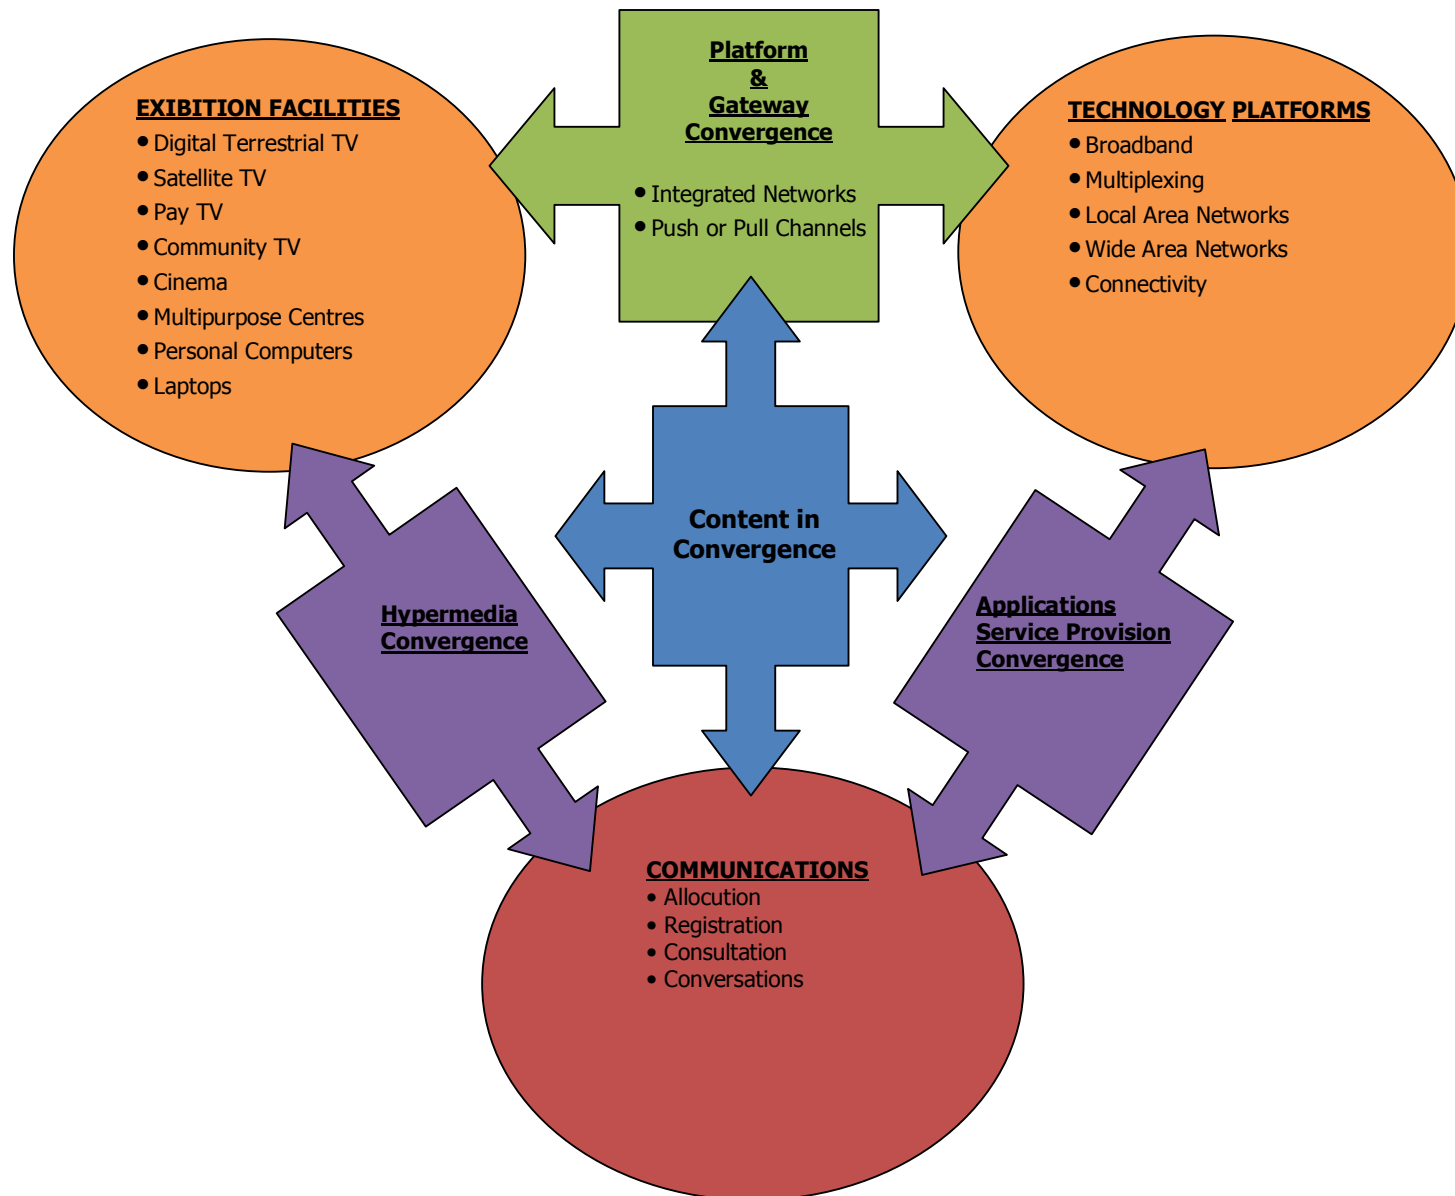 Platform
&
Gateway
Convergence
• Integrated Networks
• Push or Pull Channels
EXIBITION FACILITIES
• Digital Terrestrial TV
• Satellite TV
• Pay TV
• Community TV
• Cinema
• Multipurpose Centres
• Personal Computers
• Laptops
TECHNOLOGY PLATFORMS
• Broadband
• Multiplexing
• Local Area Networks
• Wide Area Networks
• Connectivity
Content in
Convergence
Hypermedia
Convergence
Applications
Service Provision
Convergence
COMMUNICATIONS
• Allocution
• Registration
• Consultation
• Conversations